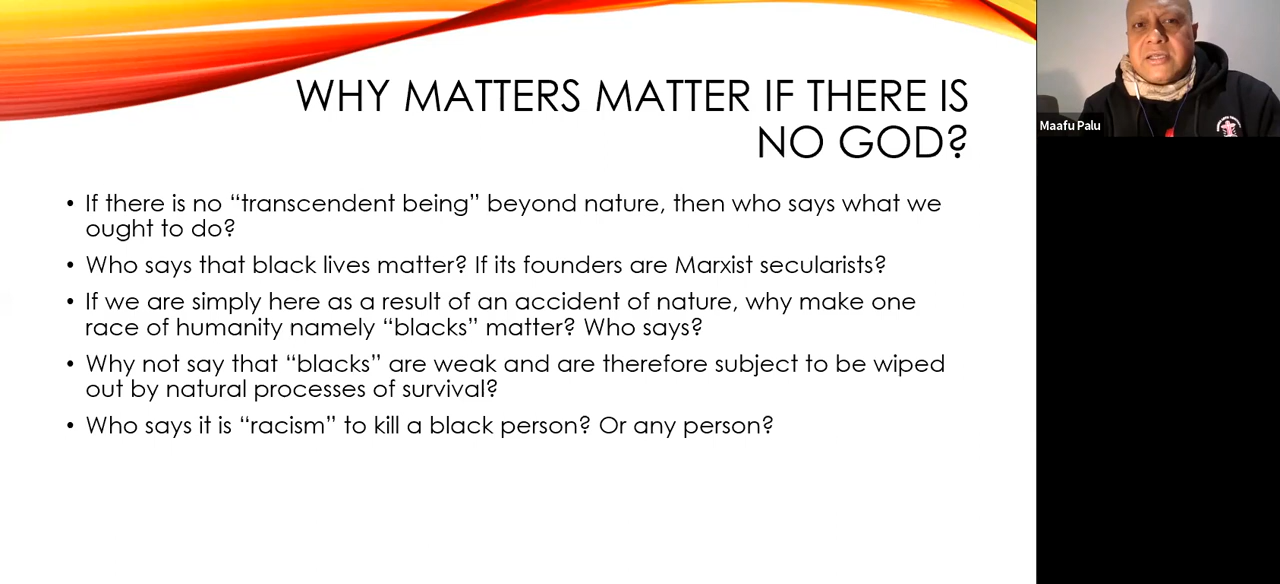 WHY MATTERS MATTER IF THERE IS
NO GOD?
• If there is no “transcendent being” beyond nature, then who says what we
ought to do?
• Who says that black lives matter? If its founders are Marxist secularists?
• If we are simply here as a result of an accident of nature, why make one
race of humanity namely “blacks” matter? Who says?
• Why not say that “blacks” are weak and are therefore subject to be wiped
out by natural processes of survival?
• Who says it is “racism” to kill a black person? Or any person?
Maafu Palu